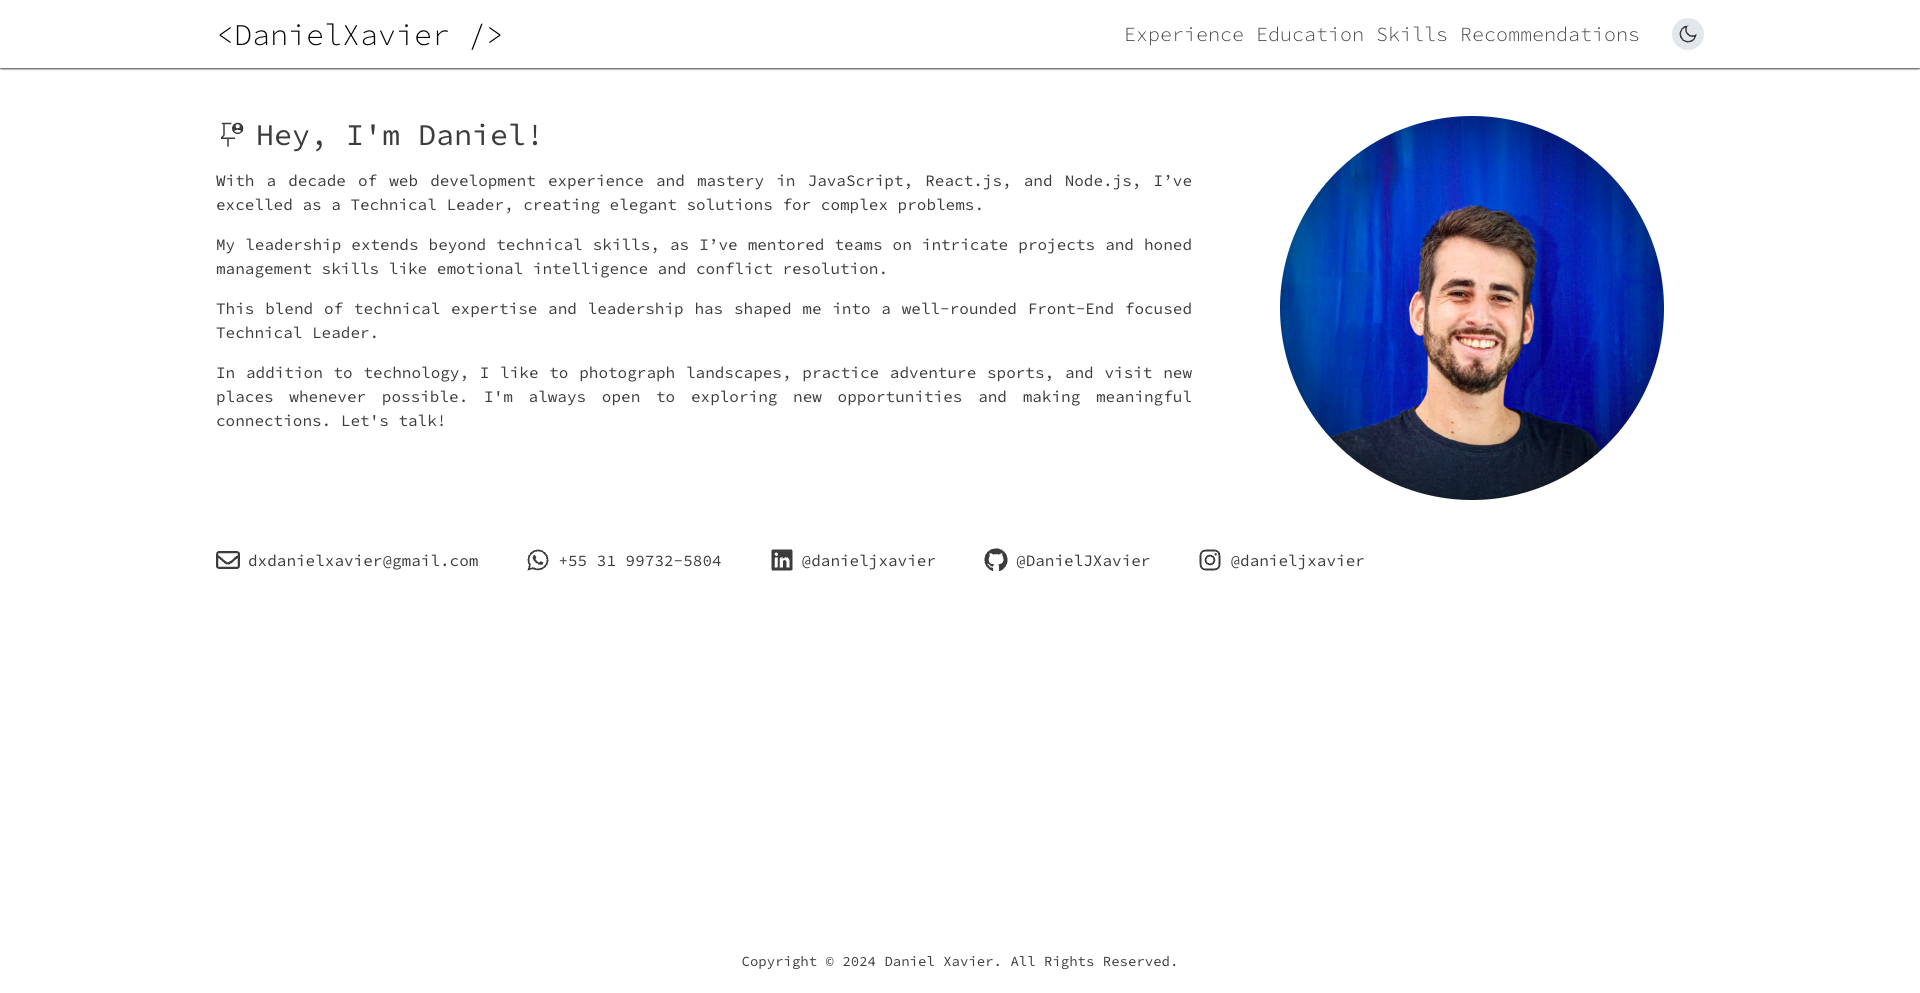 <DanielXavier />
Experience Education Skills Recommendations
Hey, I'm Daniel!
With a decade of web development experience and mastery in JavaScript, React.js, and Node.js, I’ve
excelled as a Technical Leader, creating elegant solutions for complex problems.
My leadership extends beyond technical skills, as I’ve mentored teams on intricate projects and honed
management skills like emotional intelligence and conflict resolution.
This blend of technical expertise and leadership has shaped me into a well-rounded Front-End focused
Technical Leader.
In addition to technology, I like to photograph landscapes, practice adventure sports, and visit new
places whenever possible. I'm always open to exploring new opportunities and making meaningful
connections. Let's talk!
dxdanielxavier@gmail.com
+55 31 99732-5804
@danieljxavier
@DanielJXavier
@danieljxavier
Copyright © 2024 Daniel Xavier. All Rights Reserved.